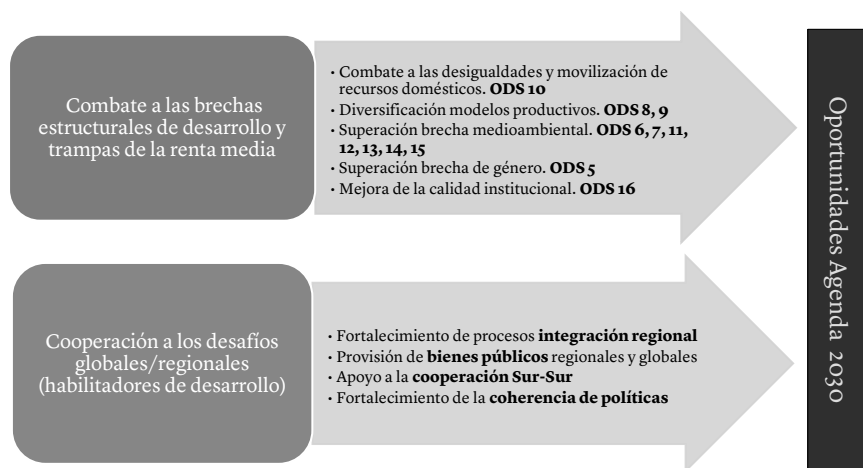 Combate a las brechas
estructurales de desarrollo y
trampas de la renta media
· Combate a las desigualdades y movilización de
recursos domésticos. ODS 10
· Diversificación modelos productivos. ODS 8, 9
· Superación brecha medioambiental. ODS 6, 7, 11,
12, 13, 14, 15
· Superación brecha de género. ODS 5
· Mejora de la calidad institucional. ODS 16
Cooperación a los desafíos
globales/regionales
(habilitadores de desarrollo)
· Fortalecimiento de procesos integración regional
· Provisión de bienes públicos regionales y globales
· Apoyo a la cooperación Sur-Sur
· Fortalecimiento de la coherencia de políticas
Oportunidades Agenda 2030